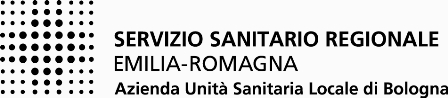 SERVIZIO SANITARIO REGIONALE
EMILIA-ROMAGNA
Azienda Unità Sanitaria Locale di Bologna